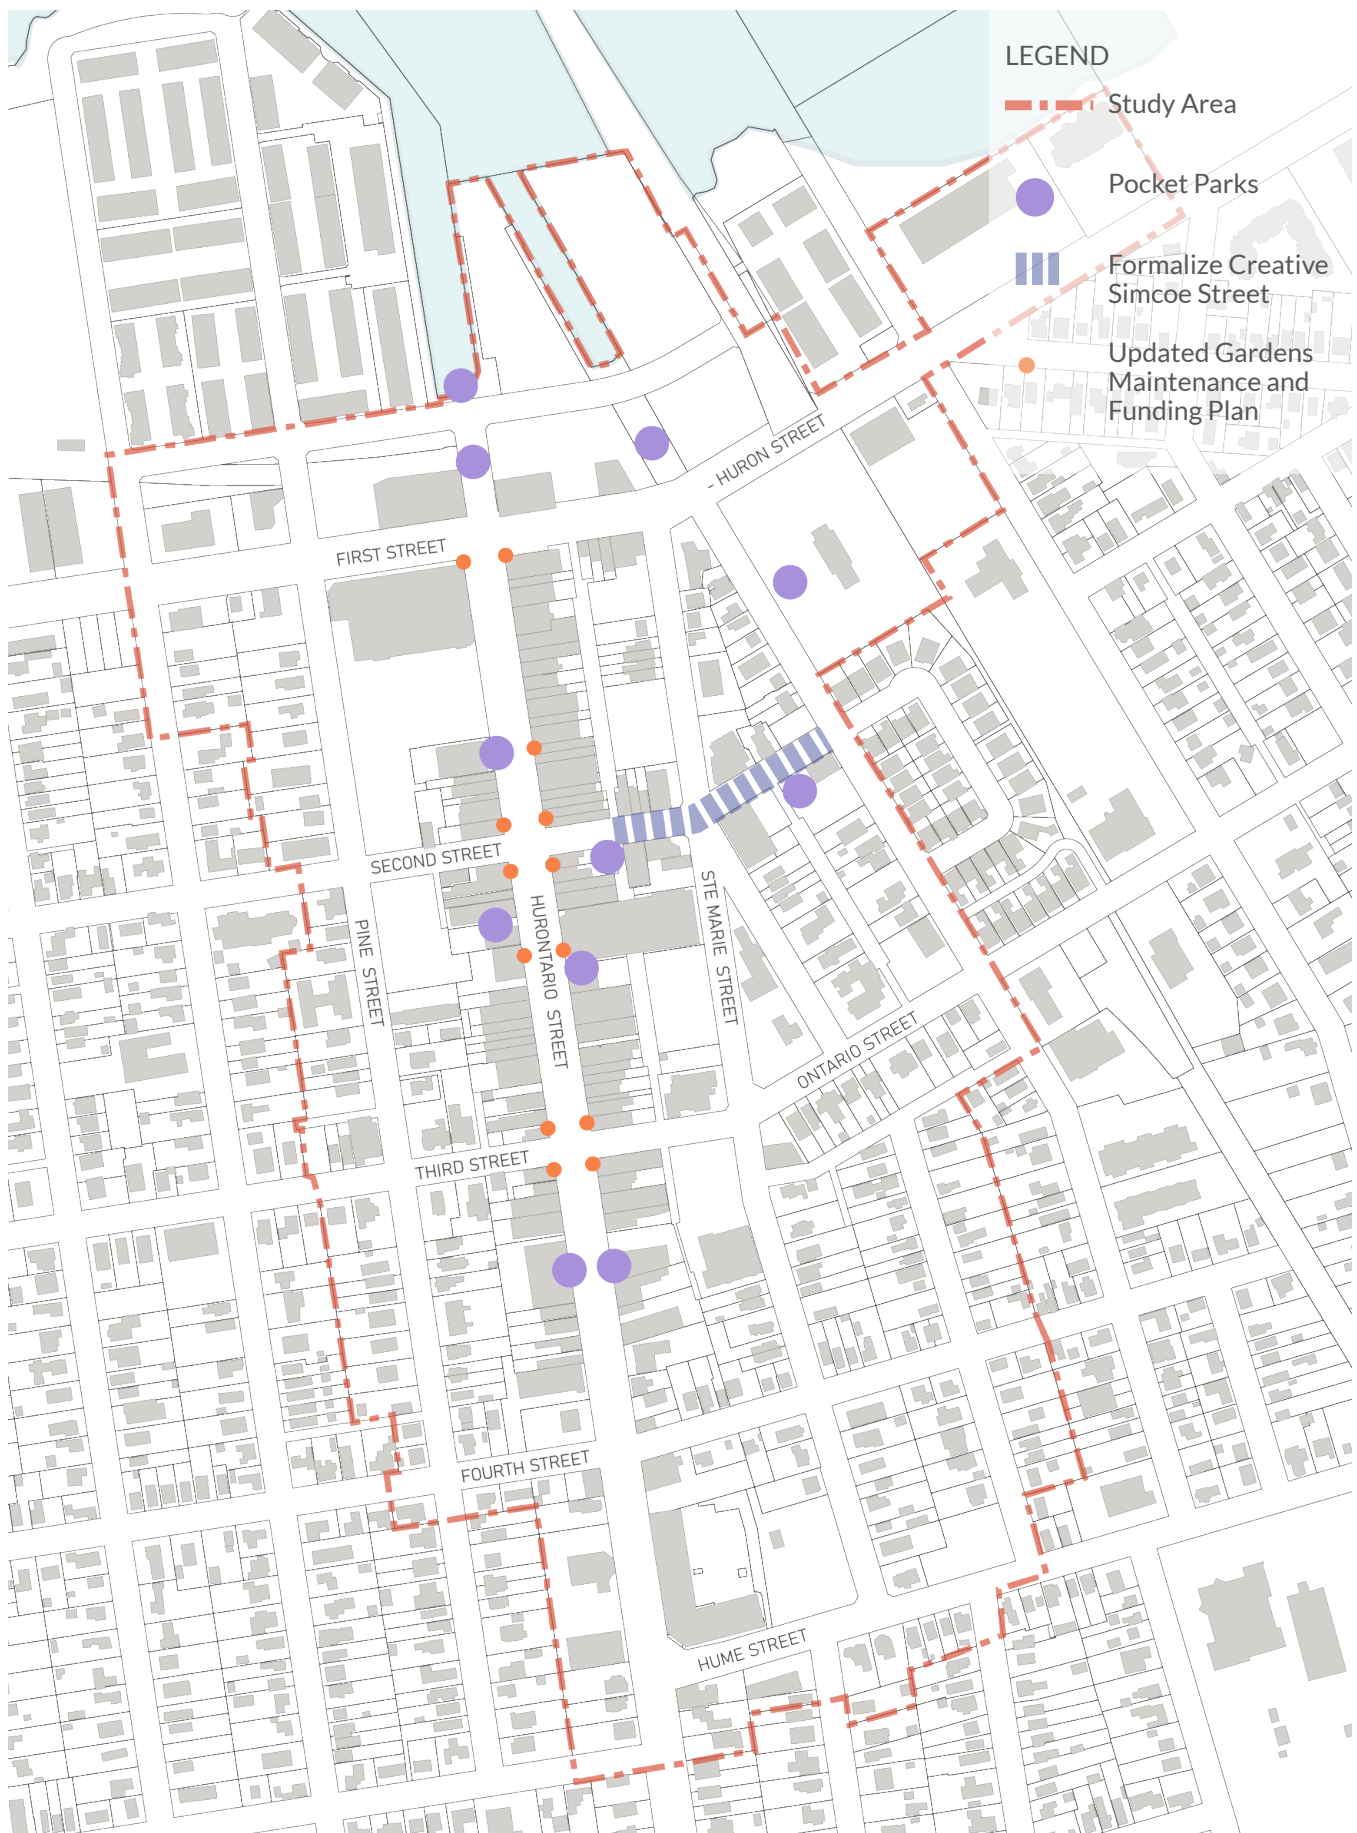 LEGEND
Study Area
Pocket Parks
Formalize Creative
Simcoe Street
Updated Gardens
Maintenance and
Funding Plan
- HURON STREET
FIRST STREET
SECOND STREET
HURONTARIO STREET
STE MARIE STREET
PINE STREET
ONTARIO STREET
THIRD STREET
FOURTH STREET
HUME STREET